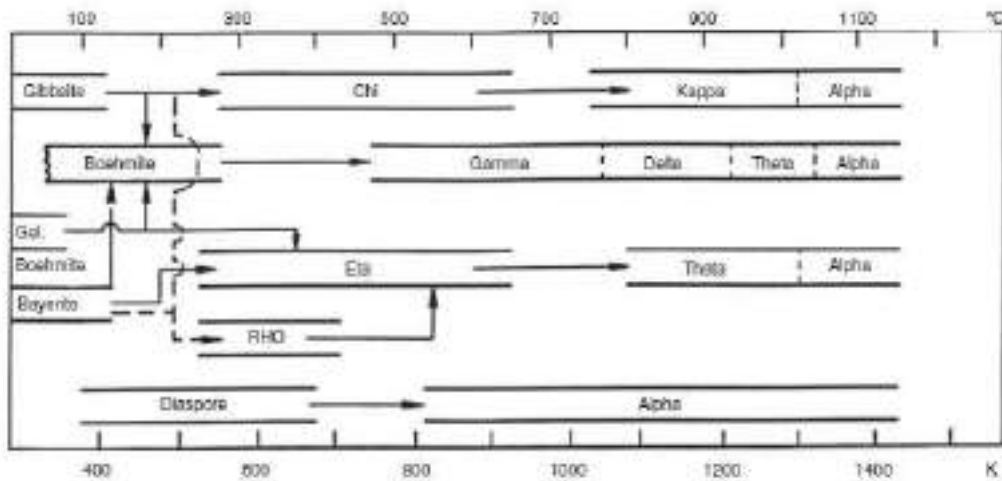 100 300 500 700 900 1100 °C
Gibbsite Chi Kappa Alpha
Boehmite Gamma Delta Theta Alpha
Gel.
Boehmite Eta Theta Alpha
Bayerite
RHO
Diaspore Alpha
400 600 800 1000 1200 1400 K